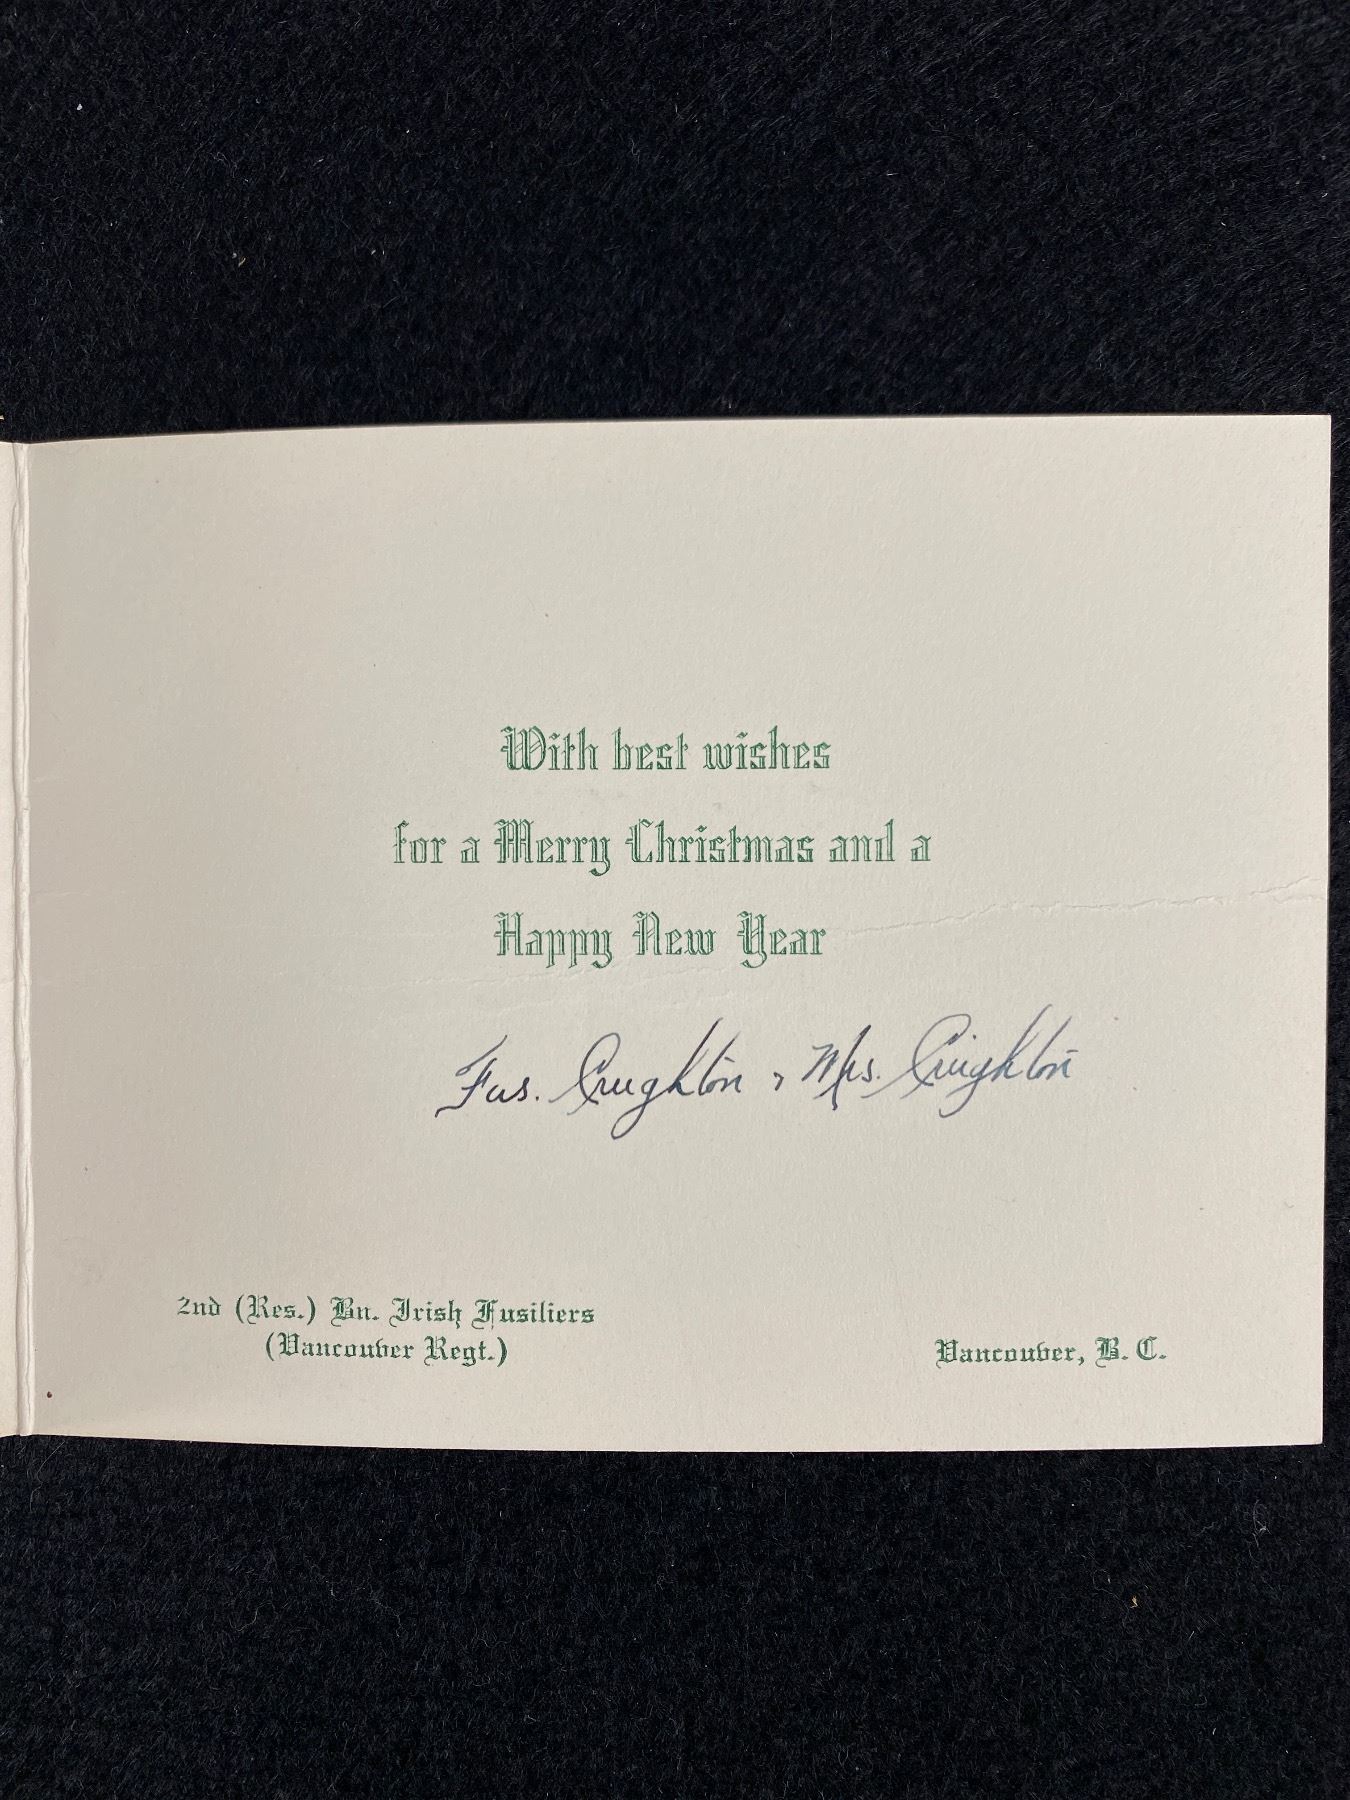 With best wishes
for a Merry Christmas and a
Happy New Year
Fus. Creighton & Mrs. Creighton
2nd (Res.) Bn. Irish Fusiliers
(Vancouver Regt.)
Vancouver, B. C.